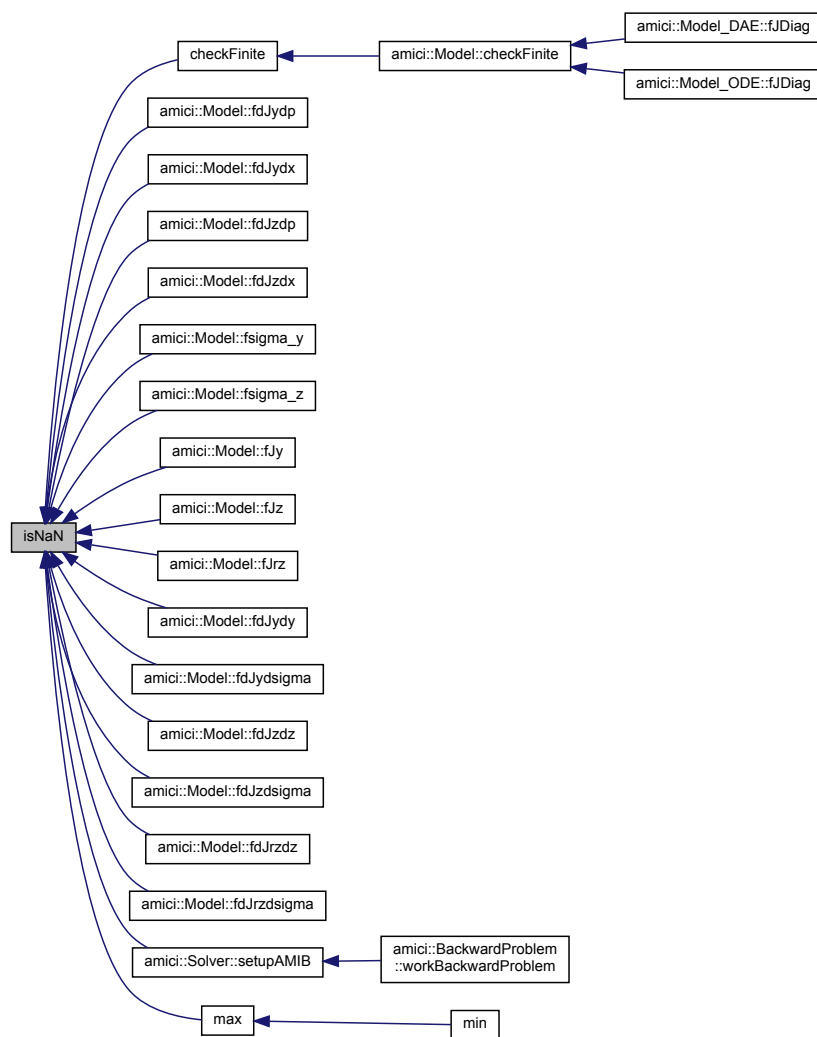 checkFinite
amici::Model::checkFinite
amici::Model_DAE::fJDiag
amici::Model_ODE::fJDiag
amici::Model::fdJydp
amici::Model::fdJydx
amici::Model::fdJzdp
amici::Model::fdJzdx
amici::Model::fsigma_y
amici::Model::fsigma_z
amici::Model::fJy
amici::Model::fJz
isNaN
amici::Model::fJrz
amici::Model::fdJydy
amici::Model::fdJydsigma
amici::Model::fdJzdz
amici::Model::fdJzdsigma
amici::Model::fdJrzdz
amici::Model::fdJrzdsigma
amici::Solver::setupAMIB
amici::BackwardProblem
::workBackwardProblem
max
min